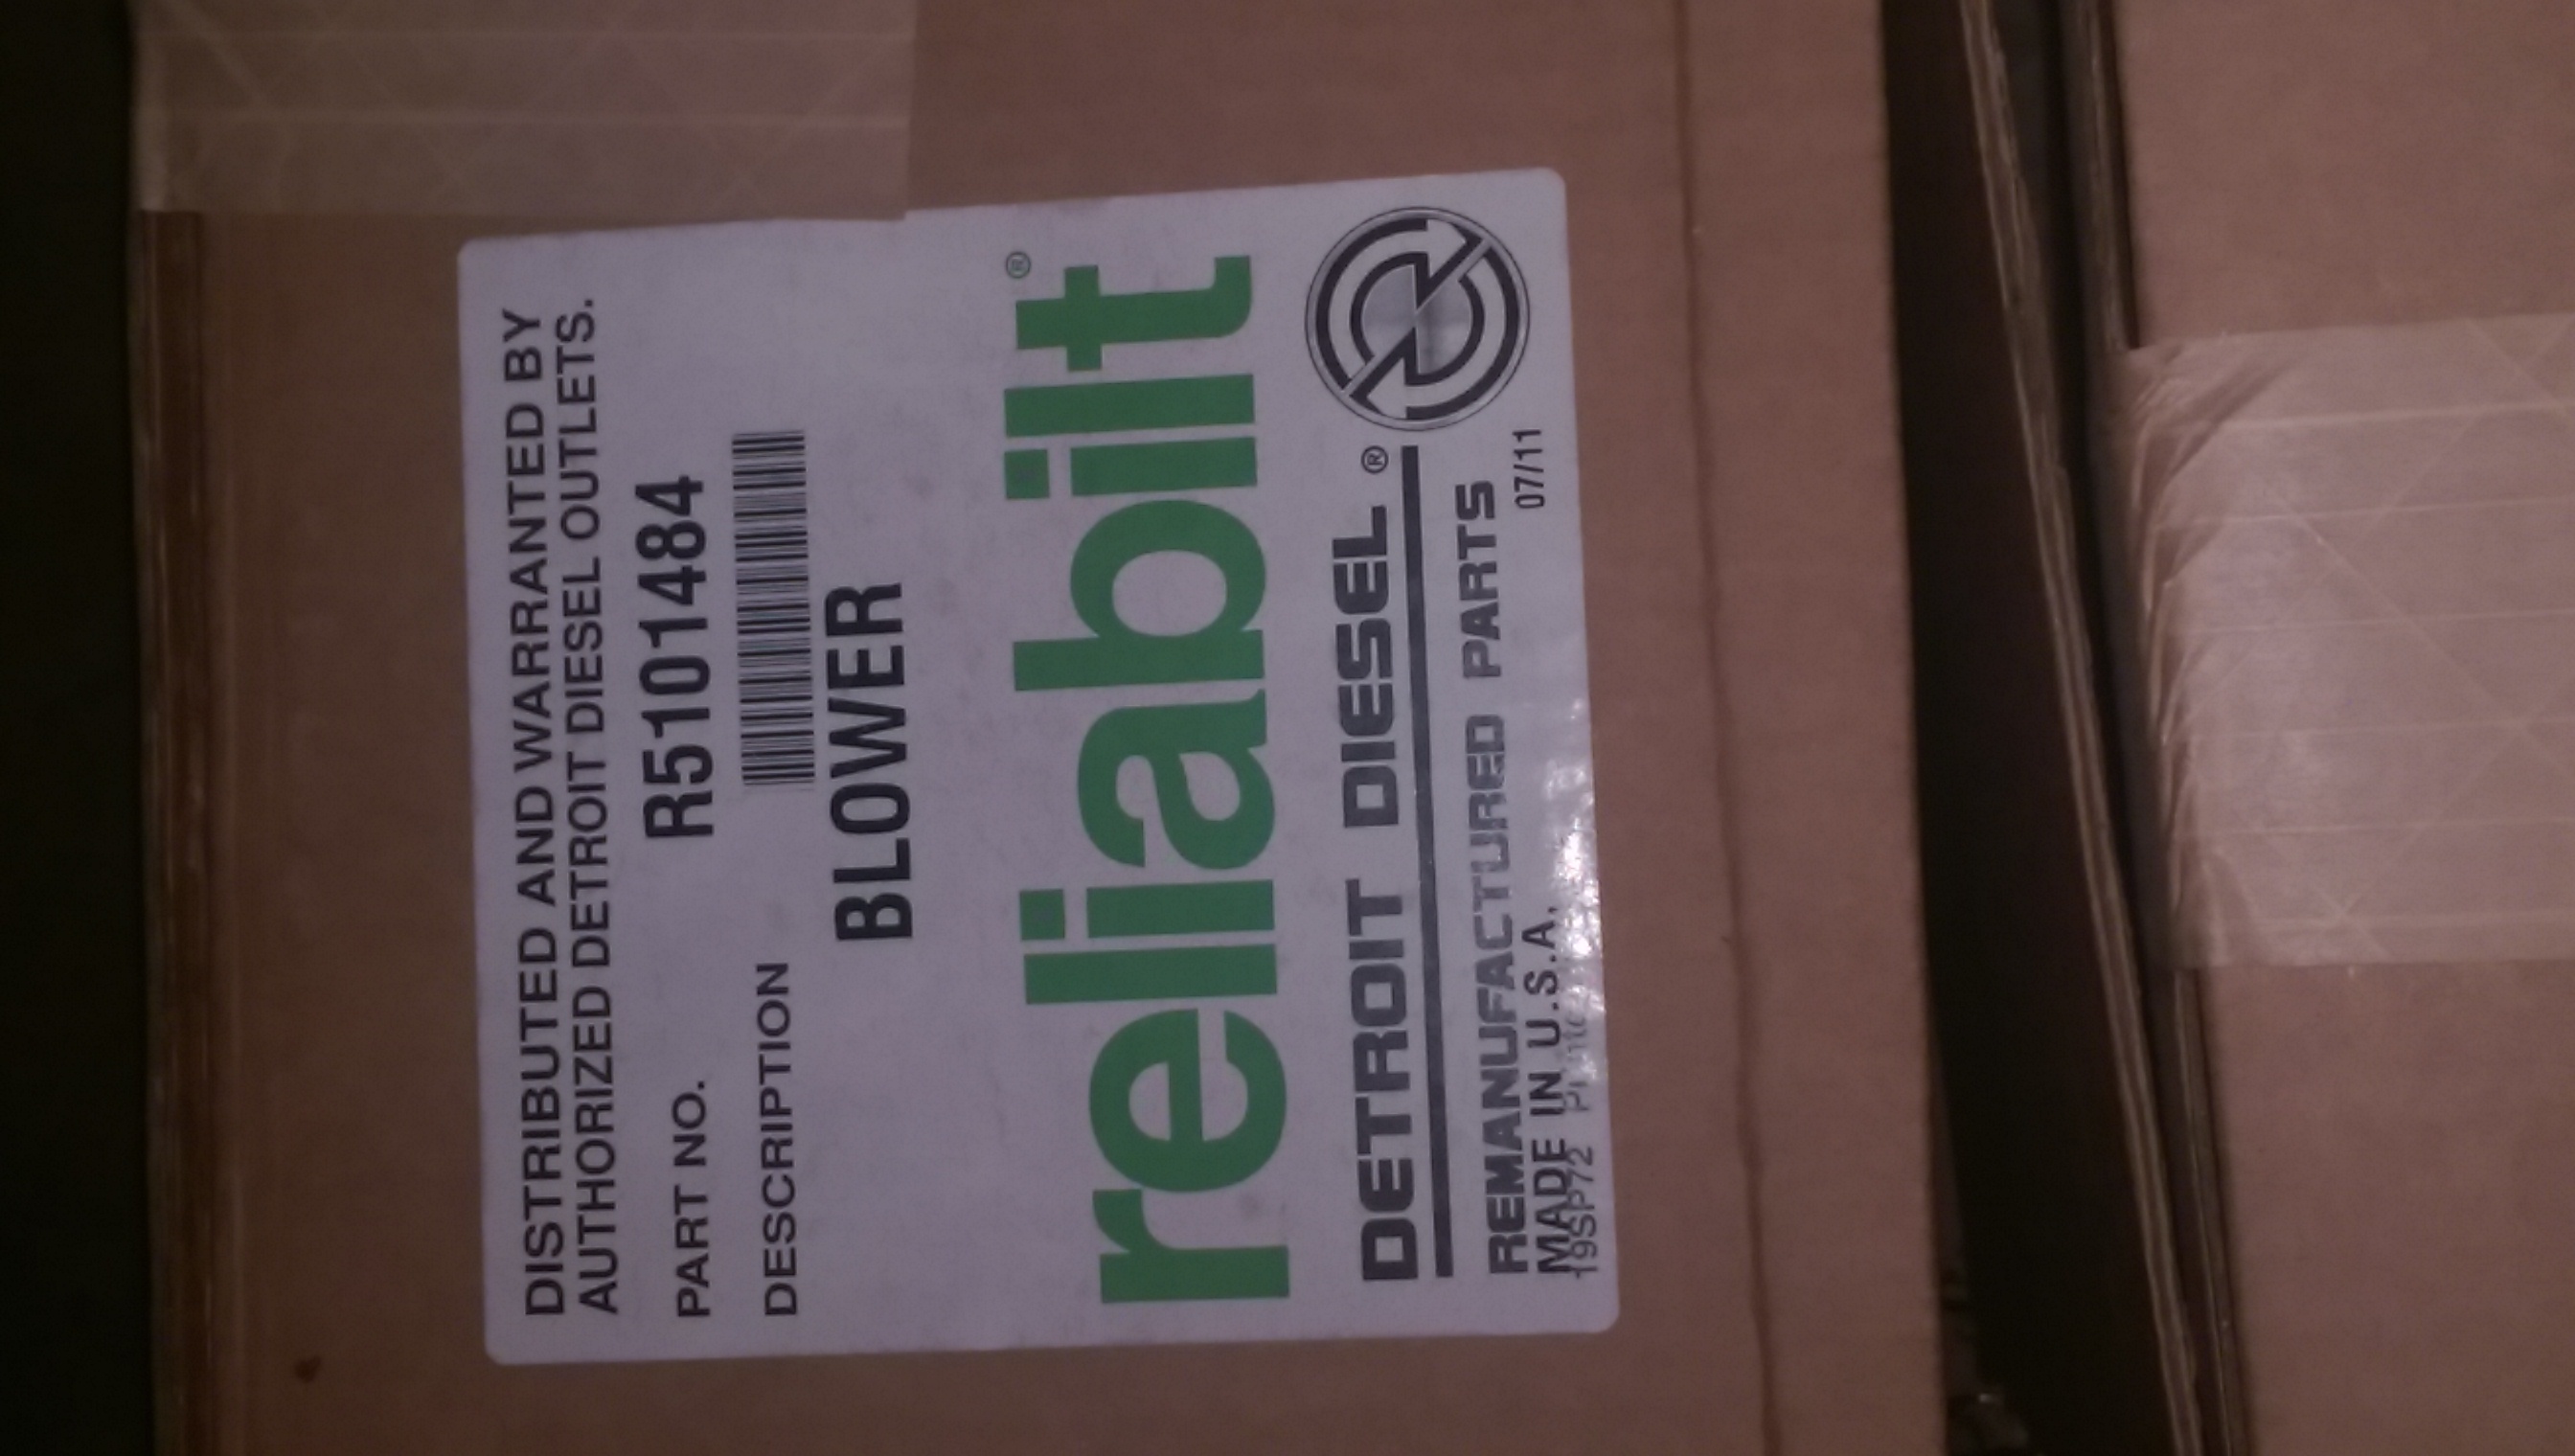 DISTRIBUTED AND WARRANTED BY
AUTHORIZED DETROIT DIESEL OUTLETS.
PART NO. R5101484
DESCRIPTION
BLOWER
reliabilt®
DETROIT DIESEL®
REMANUFACTURED PARTS
MADE IN U.S.A. 07/11
19SP72